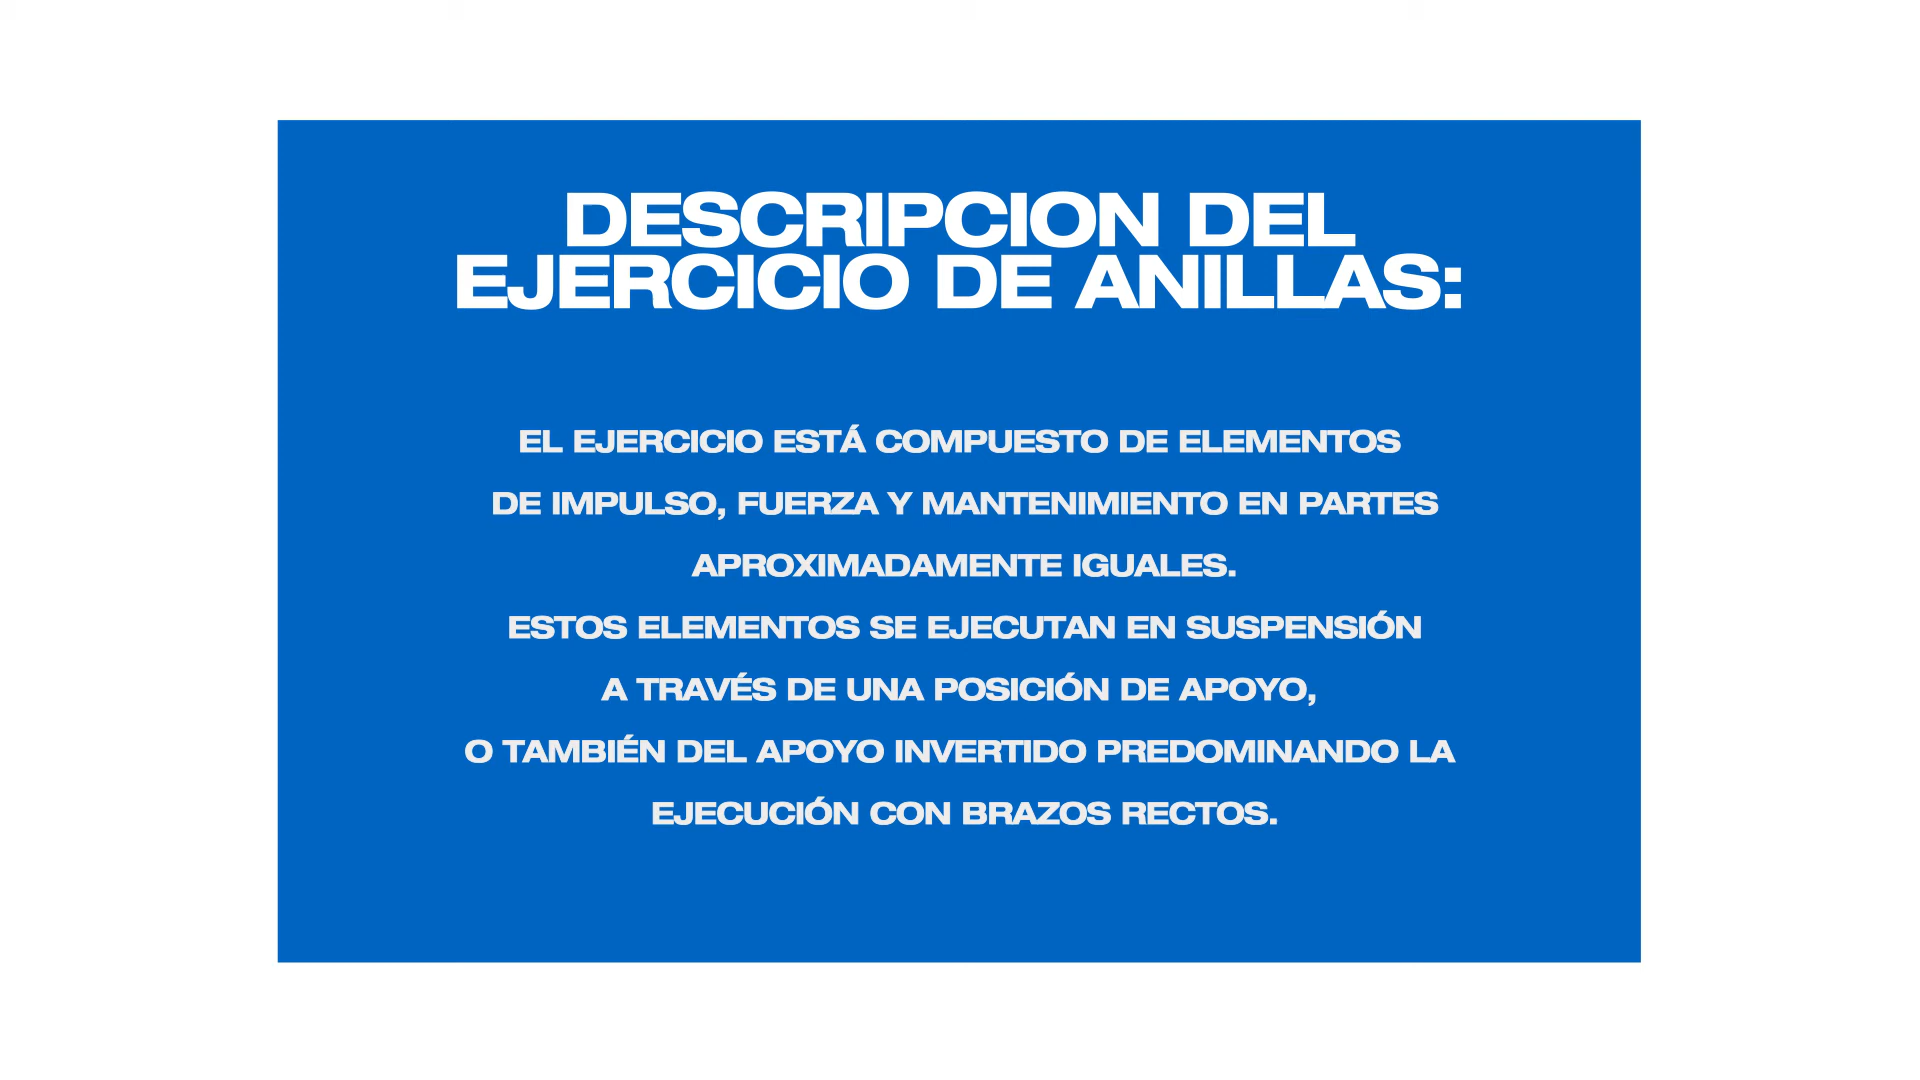 DESCRIPCION DEL
EJERCICIO DE ANILLAS:
EL EJERCICIO ESTÁ COMPUESTO DE ELEMENTOS
DE IMPULSO, FUERZA Y MANTENIMIENTO EN PARTES
APROXIMADAMENTE IGUALES.
ESTOS ELEMENTOS SE EJECUTAN EN SUSPENSIÓN
A TRAVÉS DE UNA POSICIÓN DE APOYO,
O TAMBIÉN DEL APOYO INVERTIDO PREDOMINANDO LA
EJECUCIÓN CON BRAZOS RECTOS.